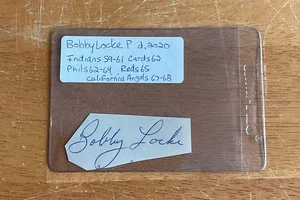 Bobby Locke P d. 2020
Indians 59-61 Cards 62
Phils 62-64 Reds 65
California Angels 67-68
Bobby Locke